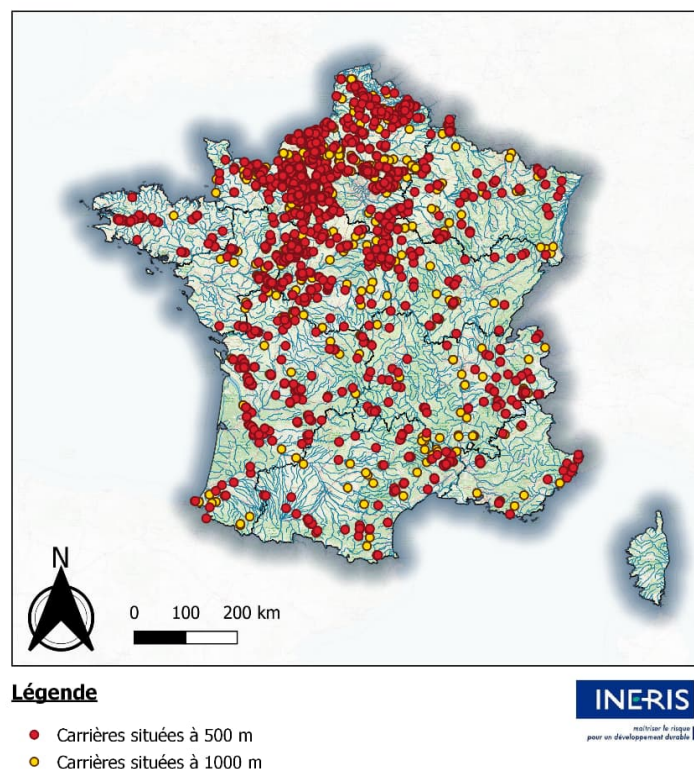 N
0 100 200 km
Légende
INERIS
maîtriser le risque
pour un développement durable
Carrières situées à 500 m
Carrières situées à 1000 m